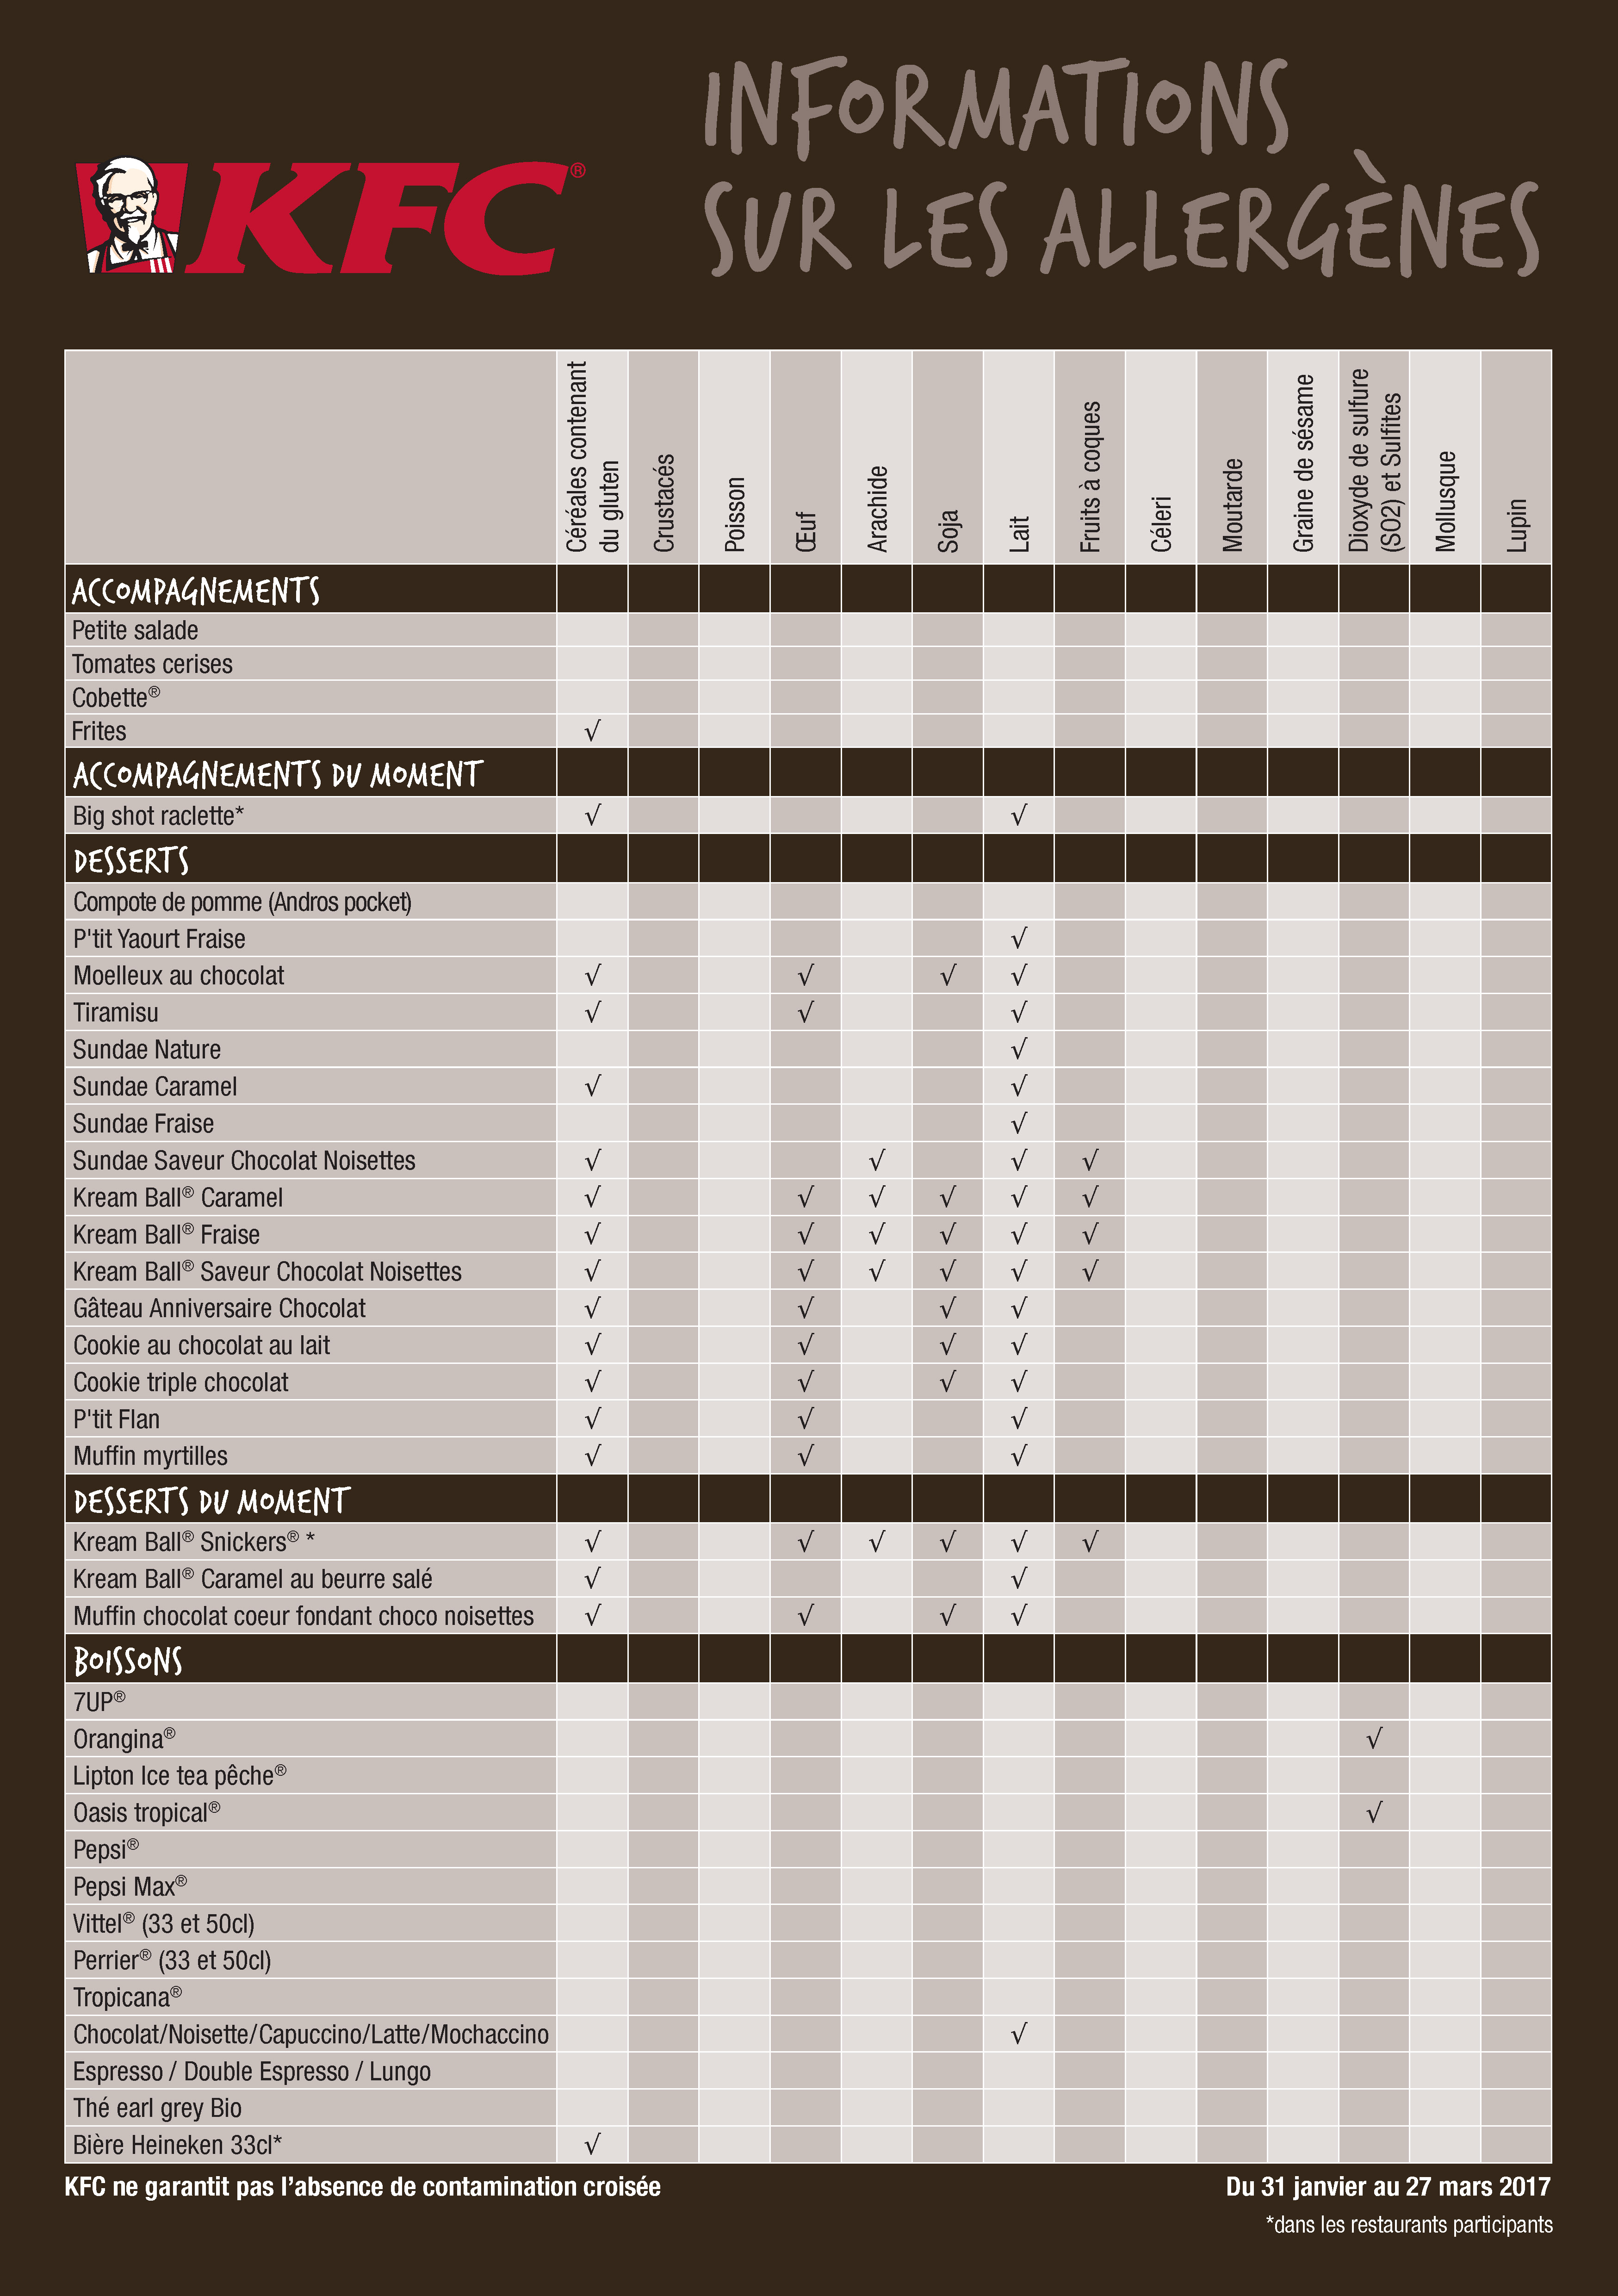 INFORMATIONS
SUR LES ALLERGÈNES
KFC®
Céréales contenant
du gluten
Crustacés
Poisson
Œuf
Arachide
Soja
Lait
Fruits à coques
Céleri
Moutarde
Graine de sésame
Dioxyde de sulfure
(SO2) et Sulfites
Mollusque
Lupin
ACCOMPAGNEMENTS
Petite salade
Tomates cerises
Cobette®
Frites √
ACCOMPAGNEMENTS DU MOMENT
Big shot raclette* √ √
DESSERTS
Compote de pomme (Andros pocket)
P'tit Yaourt Fraise √
Moelleux au chocolat √ √ √ √
Tiramisu √ √ √
Sundae Nature √
Sundae Caramel √ √
Sundae Fraise √
Sundae Saveur Chocolat Noisettes √ √ √ √
Kream Ball® Caramel √ √ √ √ √ √
Kream Ball® Fraise √ √ √ √ √ √
Kream Ball® Saveur Chocolat Noisettes √ √ √ √ √ √
Gâteau Anniversaire Chocolat √ √ √ √
Cookie au chocolat au lait √ √ √ √
Cookie triple chocolat √ √ √ √
P'tit Flan √ √ √
Muffin myrtilles √ √ √
DESSERTS DU MOMENT
Kream Ball® Snickers® * √ √ √ √ √ √
Kream Ball® Caramel au beurre salé √ √
Muffin chocolat coeur fondant choco noisettes √ √ √ √
BOISSONS
7UP®
Orangina® √
Lipton Ice tea pêche®
Oasis tropical® √
Pepsi®
Pepsi Max®
Vittel® (33 et 50cl)
Perrier® (33 et 50cl)
Tropicana®
Chocolat/Noisette/Capuccino/Latte/Mochaccino √
Espresso / Double Espresso / Lungo
Thé earl grey Bio
Bière Heineken 33cl* √
KFC ne garantit pas l’absence de contamination croisée
Du 31 janvier au 27 mars 2017
*dans les restaurants participants